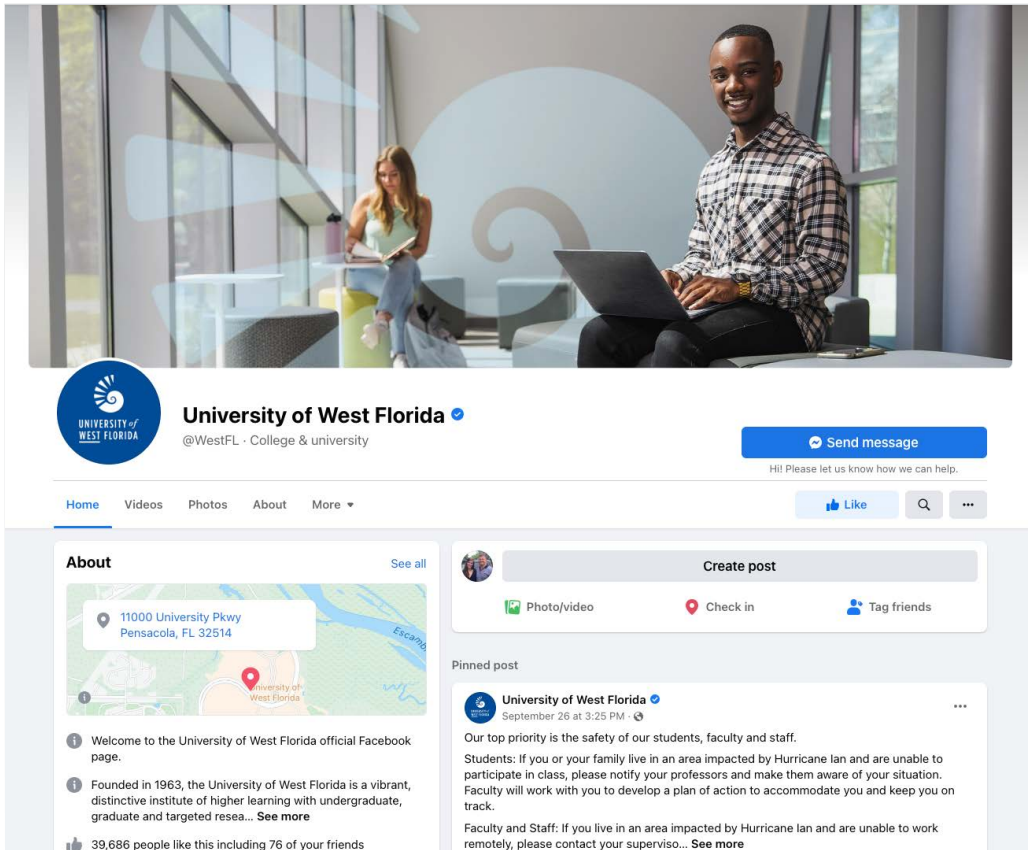 UNIVERSITY of
WEST FLORIDA
University of West Florida
@WestFL · College & university
Send message
Hi! Please let us know how we can help.
Home Videos Photos About More
Like
About
See all
11000 University Pkwy
Pensacola, FL 32514
Escamb
University of
West Florida
Welcome to the University of West Florida official Facebook
page.
Founded in 1963, the University of West Florida is a vibrant,
distinctive institute of higher learning with undergraduate,
graduate and targeted resea... See more
39,686 people like this including 76 of your friends
Create post
Photo/video Check in Tag friends
Pinned post
University of West Florida
September 26 at 3:25 PM ·
Our top priority is the safety of our students, faculty and staff.
Students: If you or your family live in an area impacted by Hurricane Ian and are unable to
participate in class, please notify your professors and make them aware of your situation.
Faculty will work with you to develop a plan of action to accommodate you and keep you on
track.
Faculty and Staff: If you live in an area impacted by Hurricane Ian and are unable to work
remotely, please contact your superviso... See more